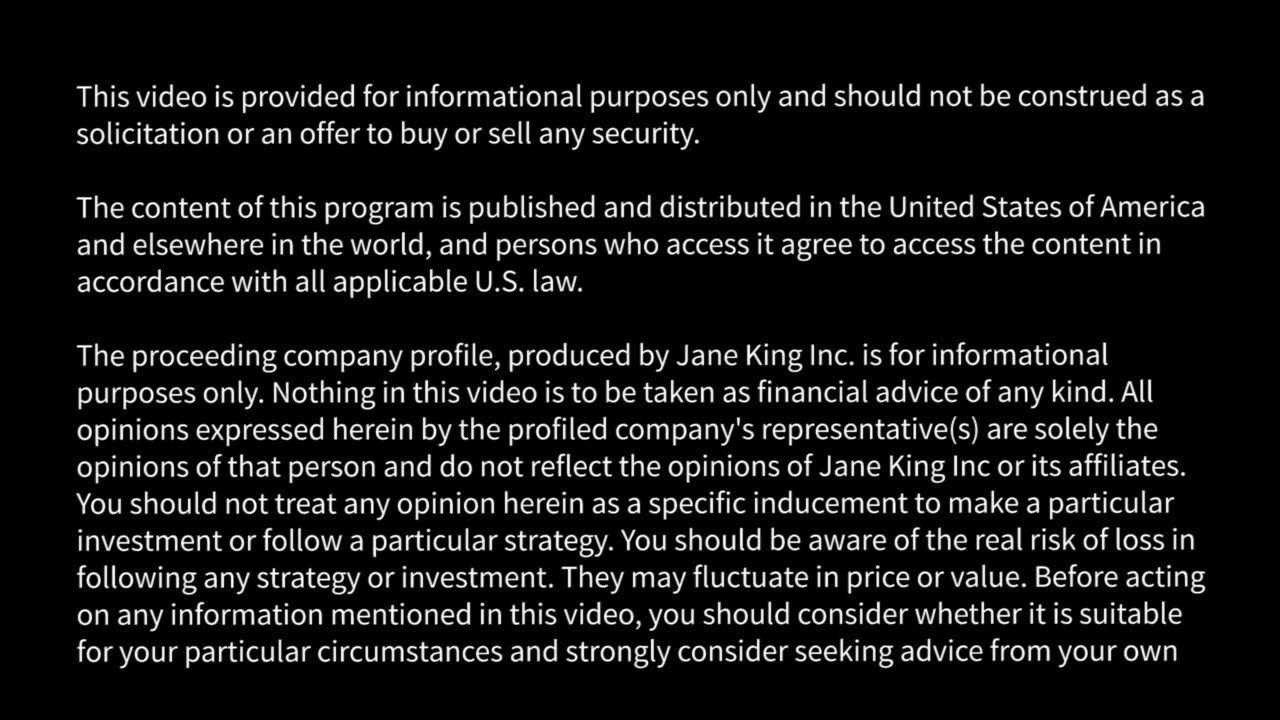 This video is provided for informational purposes only and should not be construed as a
solicitation or an offer to buy or sell any security.
The content of this program is published and distributed in the United States of America
and elsewhere in the world, and persons who access it agree to access the content in
accordance with all applicable U.S. law.
The proceeding company profile, produced by Jane King Inc. is for informational
purposes only. Nothing in this video is to be taken as financial advice of any kind. All
opinions expressed herein by the profiled company's representative(s) are solely the
opinions of that person and do not reflect the opinions of Jane King Inc or its affiliates.
You should not treat any opinion herein as a specific inducement to make a particular
investment or follow a particular strategy. You should be aware of the real risk of loss in
following any strategy or investment. They may fluctuate in price or value. Before acting
on any information mentioned in this video, you should consider whether it is suitable
for your particular circumstances and strongly consider seeking advice from your own